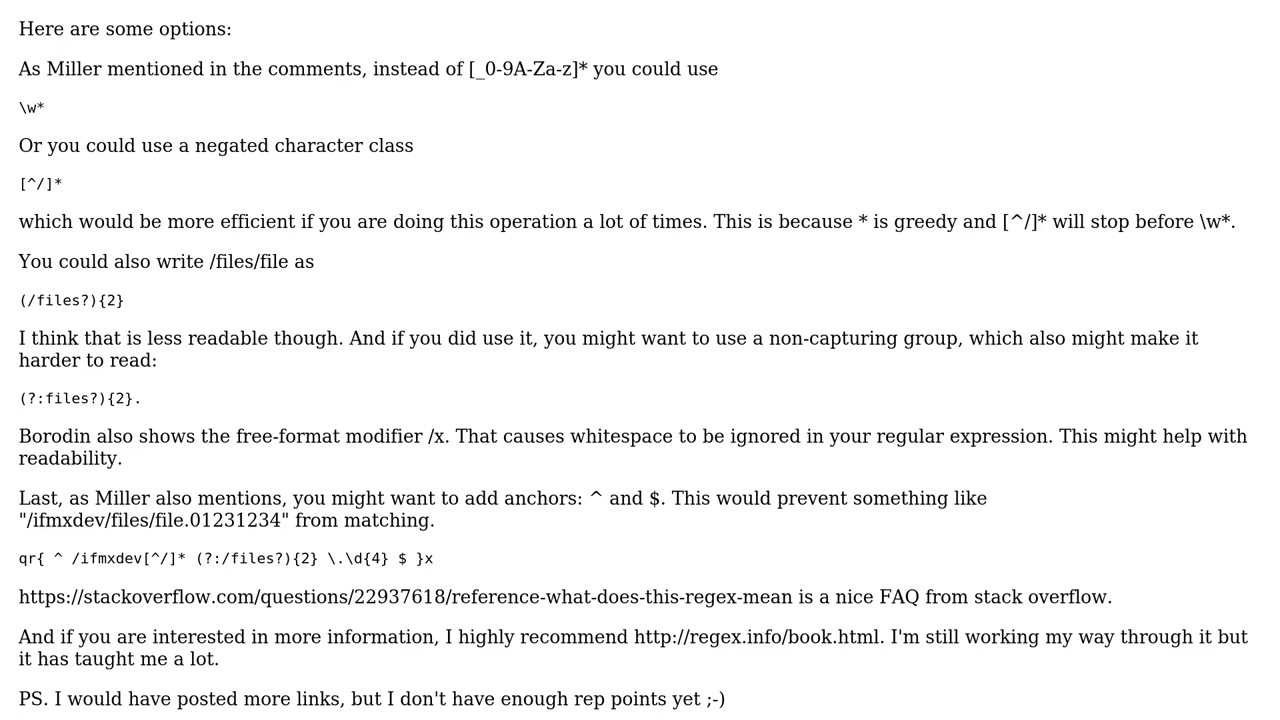 Here are some options:
As Miller mentioned in the comments, instead of [_0-9A-Za-z]* you could use
\w*
Or you could use a negated character class
[^/]*
which would be more efficient if you are doing this operation a lot of times. This is because * is greedy and [^/]* will stop before \w*.
You could also write /files/file as
(/files?){2}
I think that is less readable though. And if you did use it, you might want to use a non-capturing group, which also might make it
harder to read:
(?:files?){2}.
Borodin also shows the free-format modifier /x. That causes whitespace to be ignored in your regular expression. This might help with
readability.
Last, as Miller also mentions, you might want to add anchors: ^ and $. This would prevent something like
"/ifmxdev/files/file.01231234" from matching.
qr{ ^ /ifmxdev[^/]* (?:/files?){2} \.\d{4} $ }x
https://stackoverflow.com/questions/22937618/reference-what-does-this-regex-mean is a nice FAQ from stack overflow.
And if you are interested in more information, I highly recommend http://regex.info/book.html. I'm still working my way through it but
it has taught me a lot.
PS. I would have posted more links, but I don't have enough rep points yet ;-)